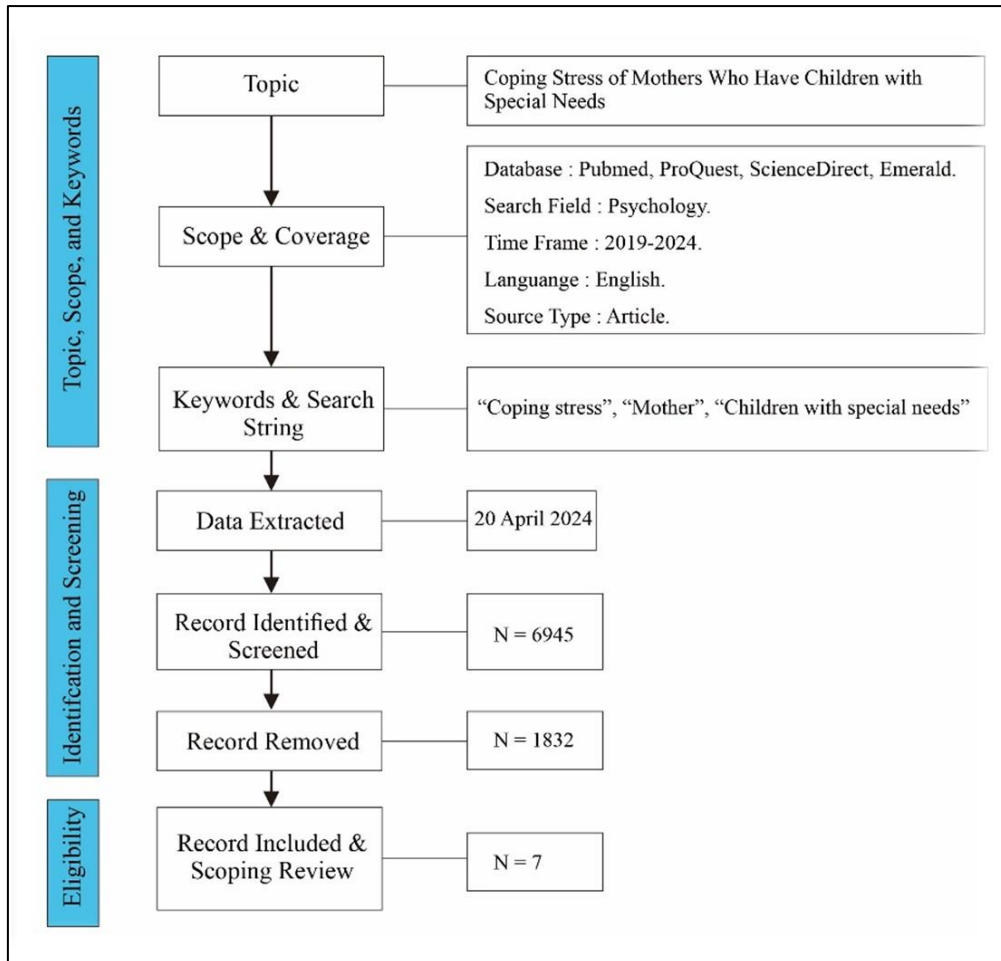 Topic, Scope, and Keywords
Topic
Coping Stress of Mothers Who Have Children with
Special Needs
Scope & Coverage
Database : Pubmed, ProQuest, ScienceDirect, Emerald.
Search Field : Psychology.
Time Frame : 2019-2024.
Languange : English.
Source Type : Article.
Keywords & Search
String
“Coping stress”, “Mother”, “Children with special needs”
Identifcation and Screening
Data Extracted
20 April 2024
Record Identified &
Screened
N = 6945
Record Removed
N = 1832
Eligibility
Record Included &
Scoping Review
N = 7